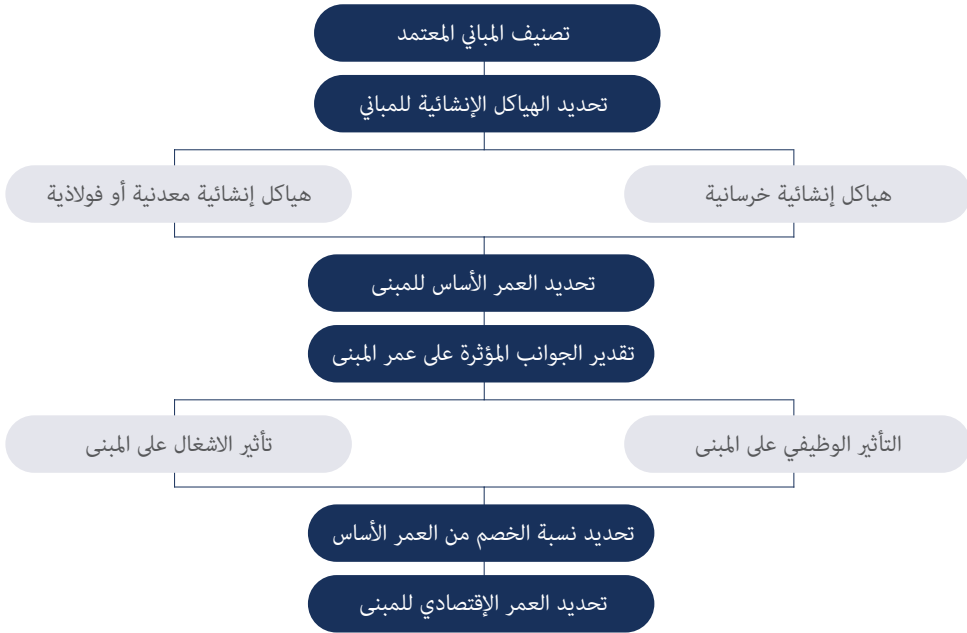 تصنيف المباني المعتمد
تحديد الهياكل الإنشائية للمباني
هياكل إنشائية خرسانية
هياكل إنشائية معدنية أو فولاذية
تحديد العمر الأساس للمبنى
تقدير الجوانب المؤثرة على عمر المبنى
التأثير الوظيفي على المبنى
تأثير الاشغال على المبنى
تحديد نسبة الخصم من العمر الأساس
تحديد العمر الإقتصادي للمبنى